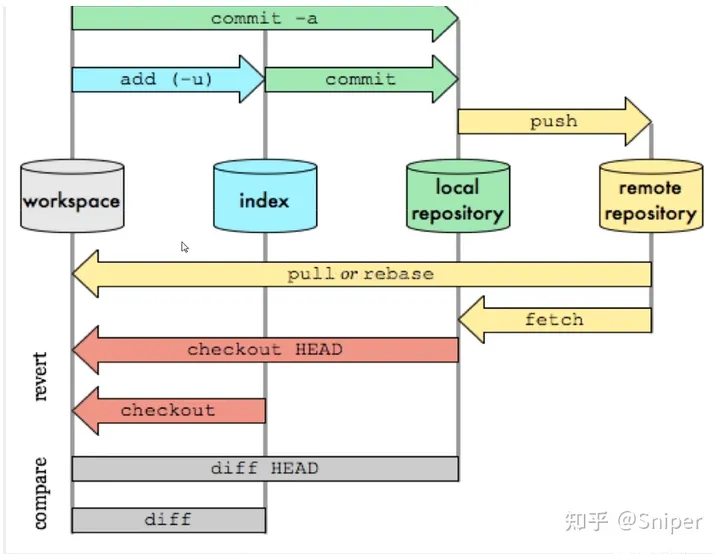 commit -a
add (-u)
commit
push
workspace
index
local
repository
remote
repository
pull or rebase
fetch
checkout HEAD
revert
checkout
diff HEAD
compare
diff
知乎 @Sniper